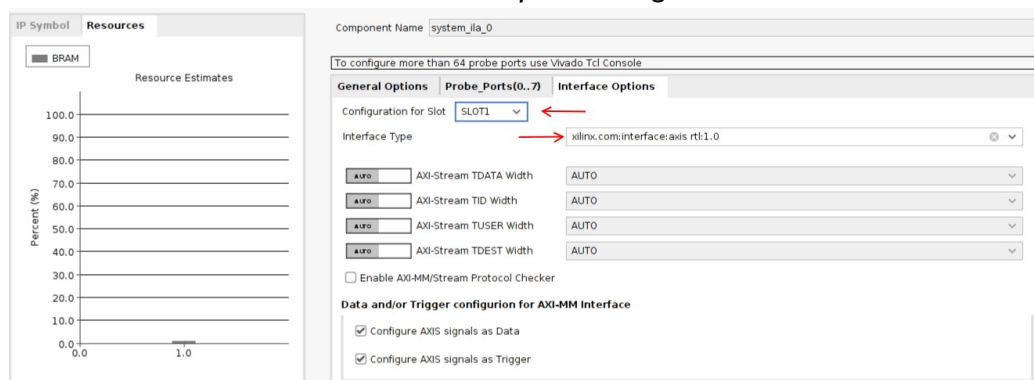 IP Symbol Resources
BRAM
Resource Estimates
100.0
90.0
80.0
70.0
60.0
50.0
40.0
30.0
20.0
10.0
0.0
Percent (%)
0.0 1.0
Component Name system_ila_0
To configure more than 64 probe ports use Vivado Tcl Console
General Options Probe_Ports(0..7) Interface Options
Configuration for Slot SLOT1
Interface Type xilinx.com:interface:axis rtl:1.0
AUTO AXI-Stream TDATA Width AUTO
AUTO AXI-Stream TID Width AUTO
AUTO AXI-Stream TUSER Width AUTO
AUTO AXI-Stream TDEST Width AUTO
Enable AXI-MM/Stream Protocol Checker
Data and/or Trigger configurion for AXI-MM Interface
Configure AXIS signals as Data
Configure AXIS signals as Trigger